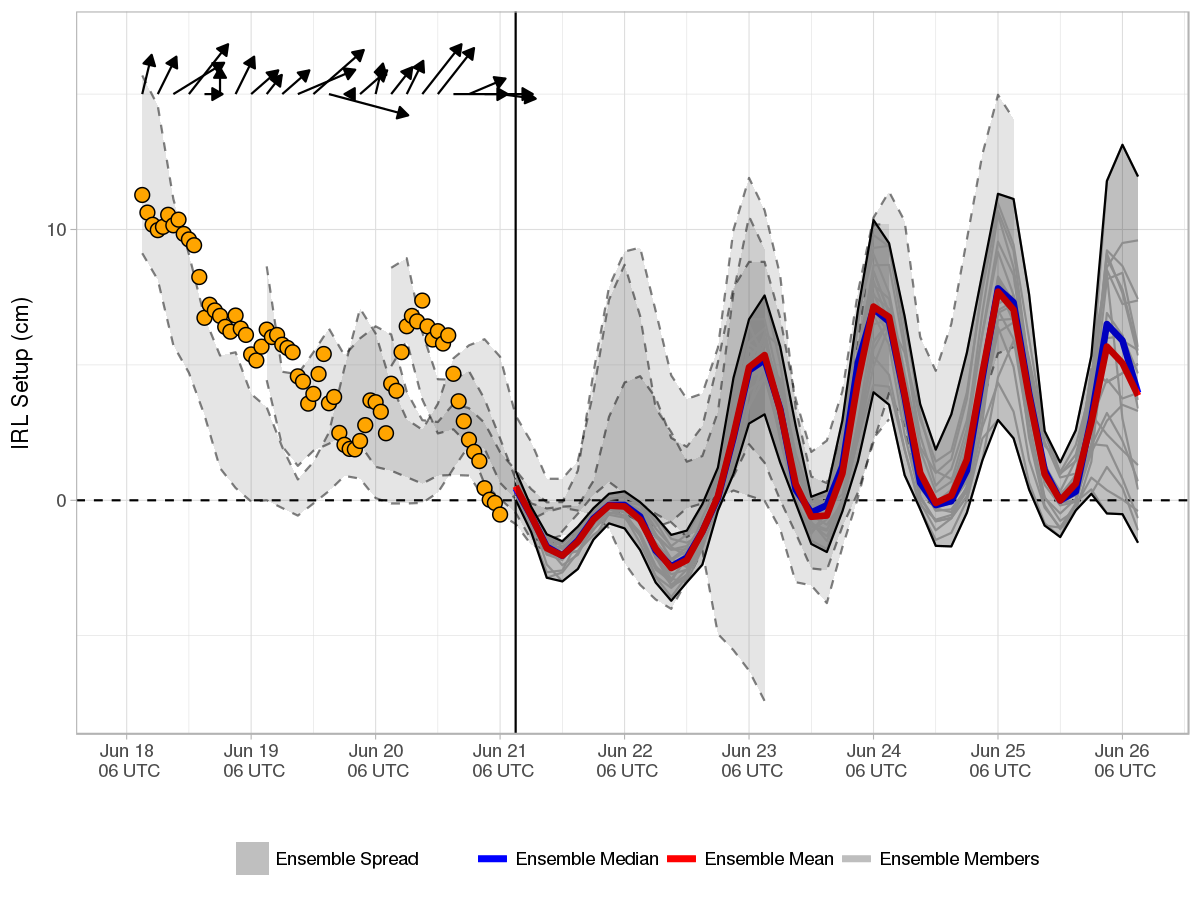 IRL Setup (cm)
10
0
Jun 18
06 UTC
Jun 19
06 UTC
Jun 20
06 UTC
Jun 21
06 UTC
Jun 22
06 UTC
Jun 23
06 UTC
Jun 24
06 UTC
Jun 25
06 UTC
Jun 26
06 UTC
Ensemble Spread
Ensemble Median
Ensemble Mean
Ensemble Members